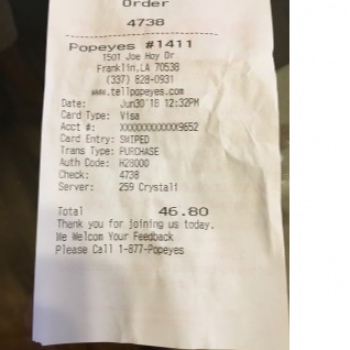 Order
4738
Popeyes #1411
1501 Joe Hoy Dr
Franklin,LA 70538
(337) 828-0931
www.tellpopeyes.com
Date: Jun30'18 12:32PM
Card Type: Visa
Acct #: XXXXXXXXXXXX9652
Card Entry: SWIPED
Trans Type: PURCHASE
Auth Code: H28000
Check: 4738
Server: 259 Crystall
Total 46.80
Thank you for joining us today.
We Welcom Your Feedback
Please Call 1-877-Popeyes